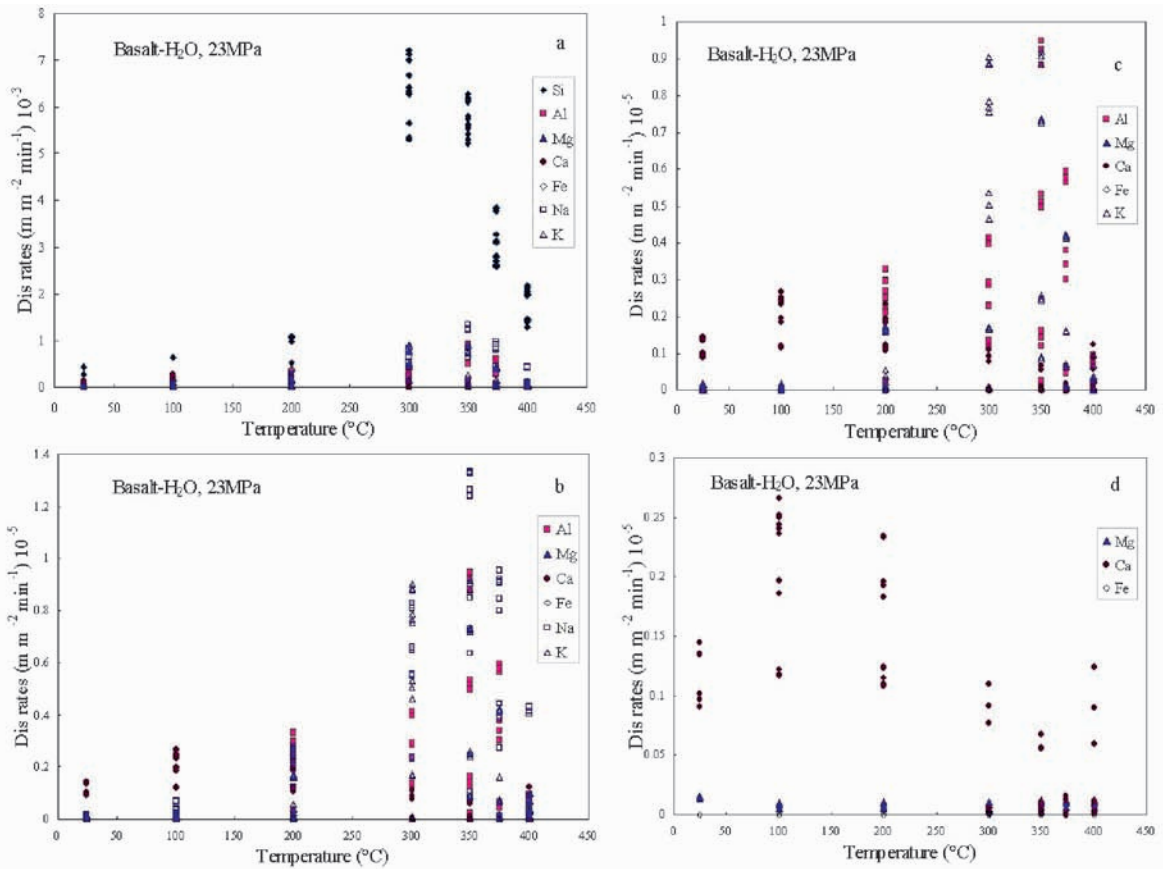 Basalt-H₂O, 23MPa
a
Dis rates (m m ⁻² min⁻¹) 10⁻³
8
7
6
5
4
3
2
1
0
0 50 100 150 200 250 300 350 400 450
Temperature (°C)
Si
Al
Mg
Ca
Fe
Na
K
Basalt-H₂O, 23MPa
c
Dis rates (m m ⁻² min⁻¹) 10⁻⁵
1
0.9
0.8
0.7
0.6
0.5
0.4
0.3
0.2
0.1
0
0 50 100 150 200 250 300 350 400 450
Temperature (°C)
Al
Mg
Ca
Fe
K
Basalt-H₂O, 23MPa
b
Dis rates (m m ⁻² min⁻¹) 10⁻⁵
1.4
1.2
1
0.8
0.6
0.4
0.2
0
0 50 100 150 200 250 300 350 400 450
Temperature (°C)
Al
Mg
Ca
Fe
Na
K
Basalt-H₂O, 23MPa
d
Dis rates (m m ⁻² min⁻¹) 10⁻⁵
0.3
0.25
0.2
0.15
0.1
0.05
0
0 50 100 150 200 250 300 350 400 450
Temperature (°C)
Mg
Ca
Fe